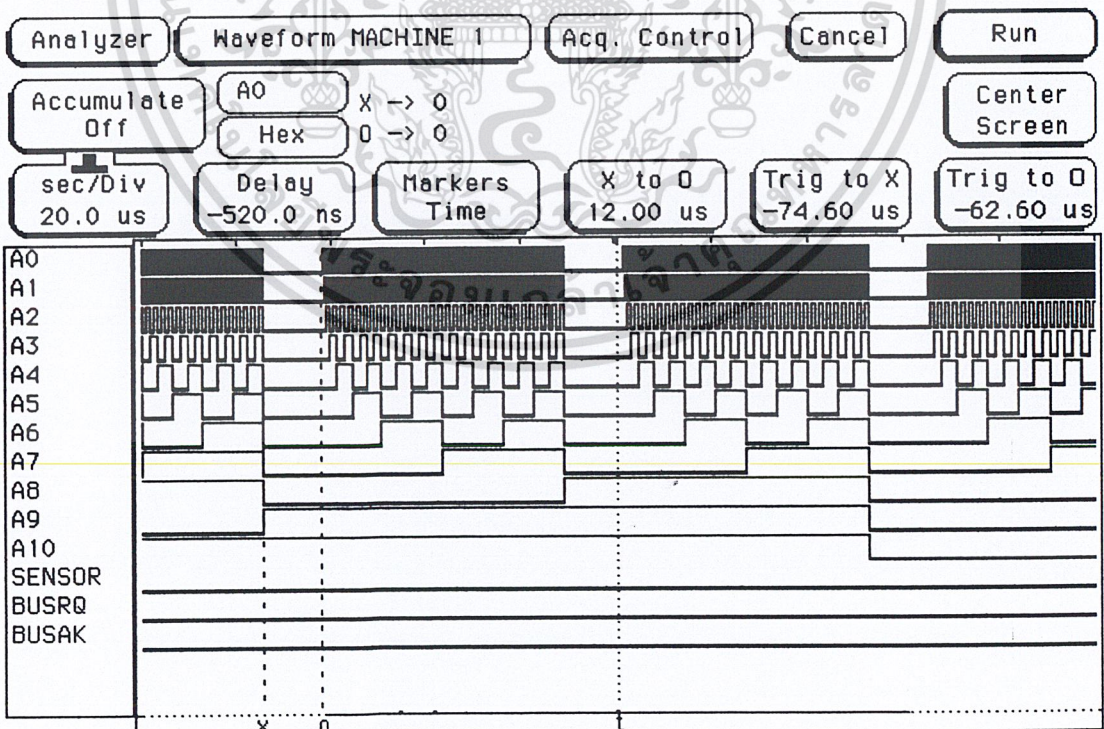 Analyzer Waveform MACHINE 1 Acq. Control Cancel Run
Accumulate Off A0 Hex X -> 0 O -> 0 Center Screen
sec/Div 20.0 us Delay -520.0 ns Markers Time X to O 12.00 us Trig to X -74.60 us Trig to O -62.60 us
A0
A1
A2
A3
A4
A5
A6
A7
A8
A9
A10
SENSOR
BUSRQ
BUSAK
X O t